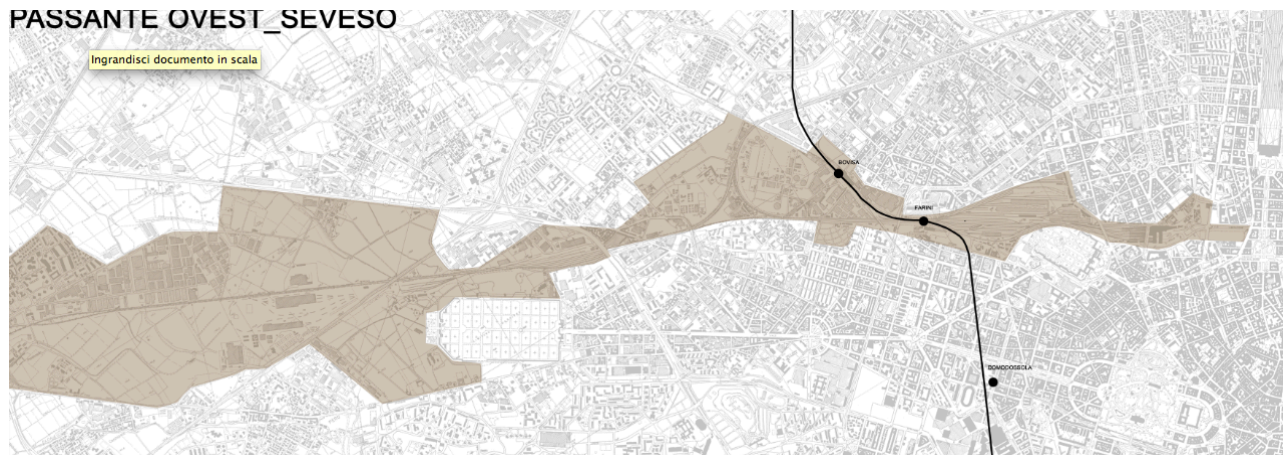 PASSANTE OVEST_SEVESO
Ingrandisci documento in scala
BOVISA
FARINI
DOMODOSSOLA